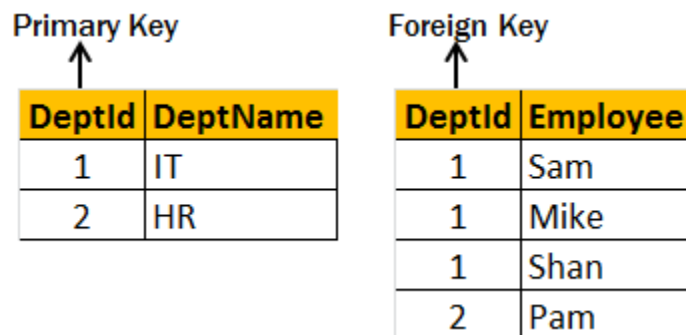 Primary Key
Foreign Key
DeptId DeptName
1 IT
2 HR
DeptId Employee
1 Sam
1 Mike
1 Shan
2 Pam